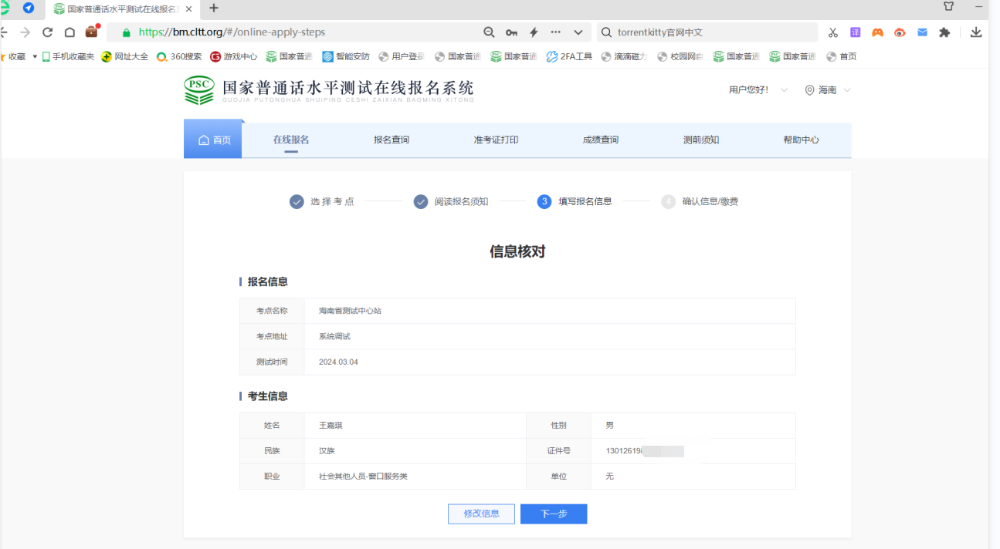 国家普通话水平测试在线报名
https://bm.cltt.org/#/online-apply-steps
torrentkitty官网中文
收藏 手机收藏夹 网址大全 360搜索 游戏中心 国家普通 智能安防 用户登录 国家普通 国家普通 2FA工具 滴滴磁力 校园网自 国家普通 国家普通 首页
PSC 国家普通话水平测试在线报名系统
GUOJIA PUTONGHUA SHUIPING CESHI ZAIXIAN BAOMING XITONG
用户您好! 海南
首页 在线报名 报名查询 准考证打印 成绩查询 测前须知 帮助中心
选 择 考 点 阅读报名须知 3 填写报名信息 4 确认信息/缴费
信息核对
报名信息
考点名称 海南省测试中心站
考点地址 系统调试
测试时间 2024.03.04
考生信息
姓名 王嘉琪 性别 男
民族 汉族 证件号 13012619
职业 社会其他人员-窗口服务类 单位 无
修改信息 下一步